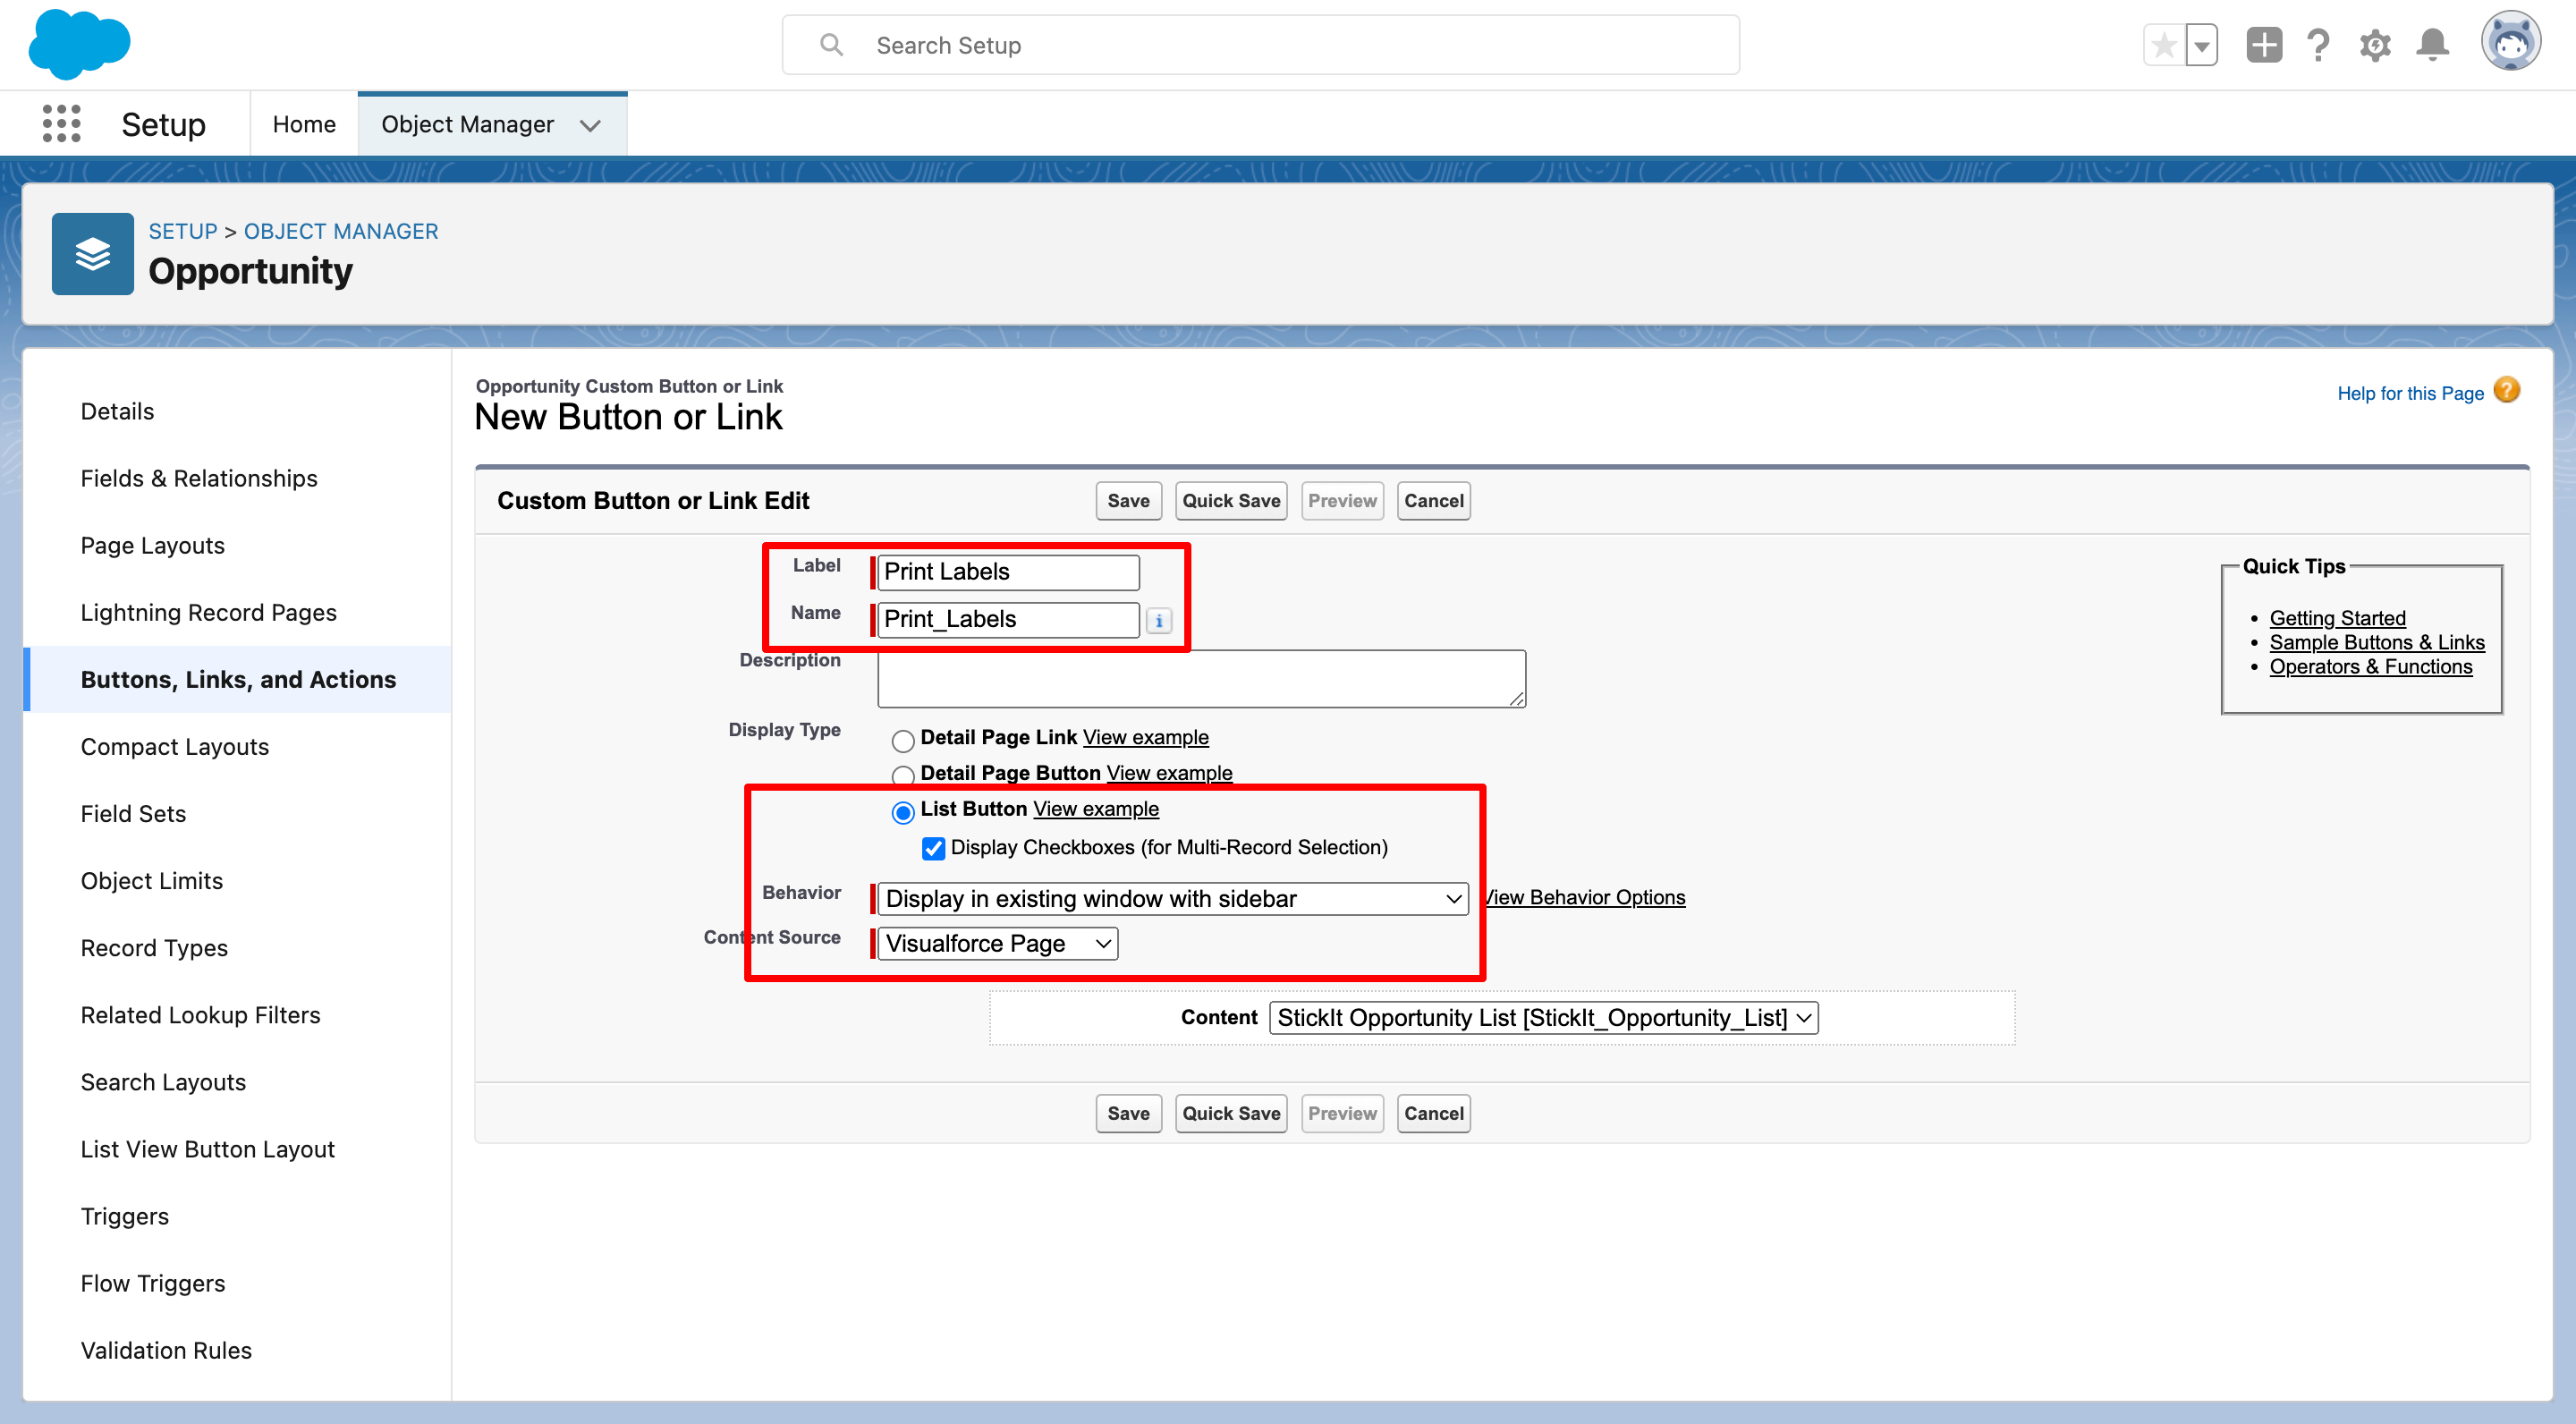 Search Setup
Setup
Home
Object Manager
SETUP > OBJECT MANAGER
Opportunity
Details
Fields & Relationships
Page Layouts
Lightning Record Pages
Buttons, Links, and Actions
Compact Layouts
Field Sets
Object Limits
Record Types
Related Lookup Filters
Search Layouts
List View Button Layout
Triggers
Flow Triggers
Validation Rules
Opportunity Custom Button or Link
New Button or Link
Help for this Page ?
Custom Button or Link Edit
Save Quick Save Preview Cancel
Label Print Labels
Name Print_Labels i
Description
Display Type
Detail Page Link View example
Detail Page Button View example
List Button View example
Display Checkboxes (for Multi-Record Selection)
Behavior Display in existing window with sidebar View Behavior Options
Content Source Visualforce Page
Content StickIt Opportunity List [StickIt_Opportunity_List]
Save Quick Save Preview Cancel
Quick Tips
• Getting Started
• Sample Buttons & Links
• Operators & Functions